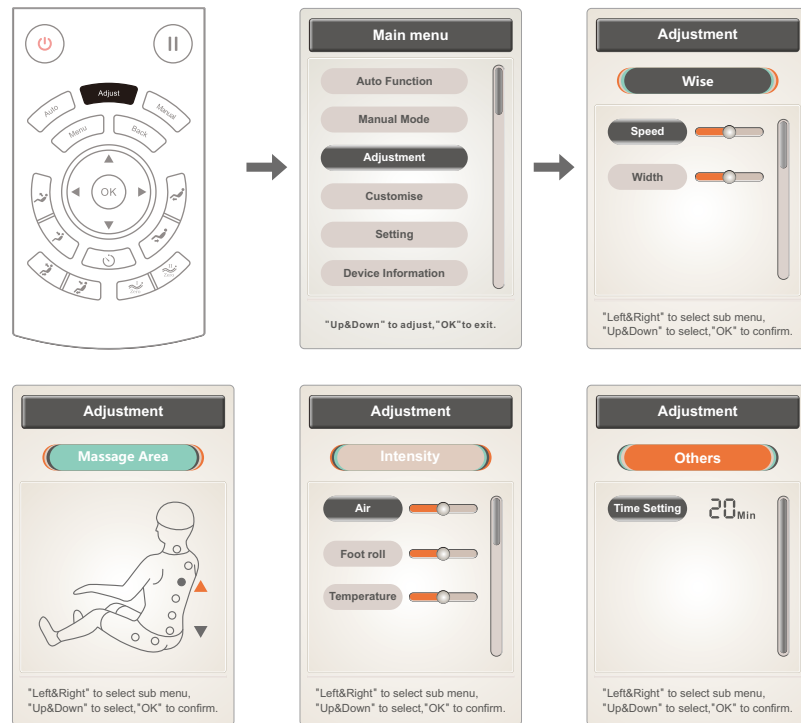 Adjust
Auto
Manual
Menu
Back
OK
Zero
Zero
Main menu
Auto Function
Manual Mode
Adjustment
Customise
Setting
Device Information
"Up&Down" to adjust,"OK"to exit.
Adjustment
Wise
Speed
Width
"Left&Right" to select sub menu,
"Up&Down" to select,"OK" to confirm.
Adjustment
Massage Area
"Left&Right" to select sub menu,
"Up&Down" to select,"OK" to confirm.
Adjustment
Intensity
Air
Foot roll
Temperature
"Left&Right" to select sub menu,
"Up&Down" to select,"OK" to confirm.
Adjustment
Others
Time Setting 20Min
"Left&Right" to select sub menu,
"Up&Down" to select,"OK" to confirm.